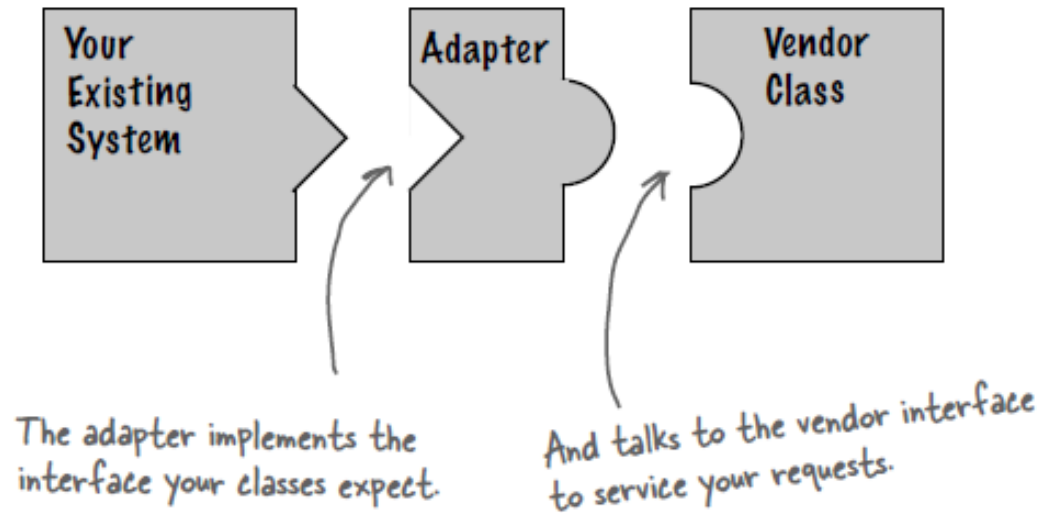 Your
Existing
System
Adapter
Vendor
Class
The adapter implements the
interface your classes expect.
And talks to the vendor interface
to service your requests.